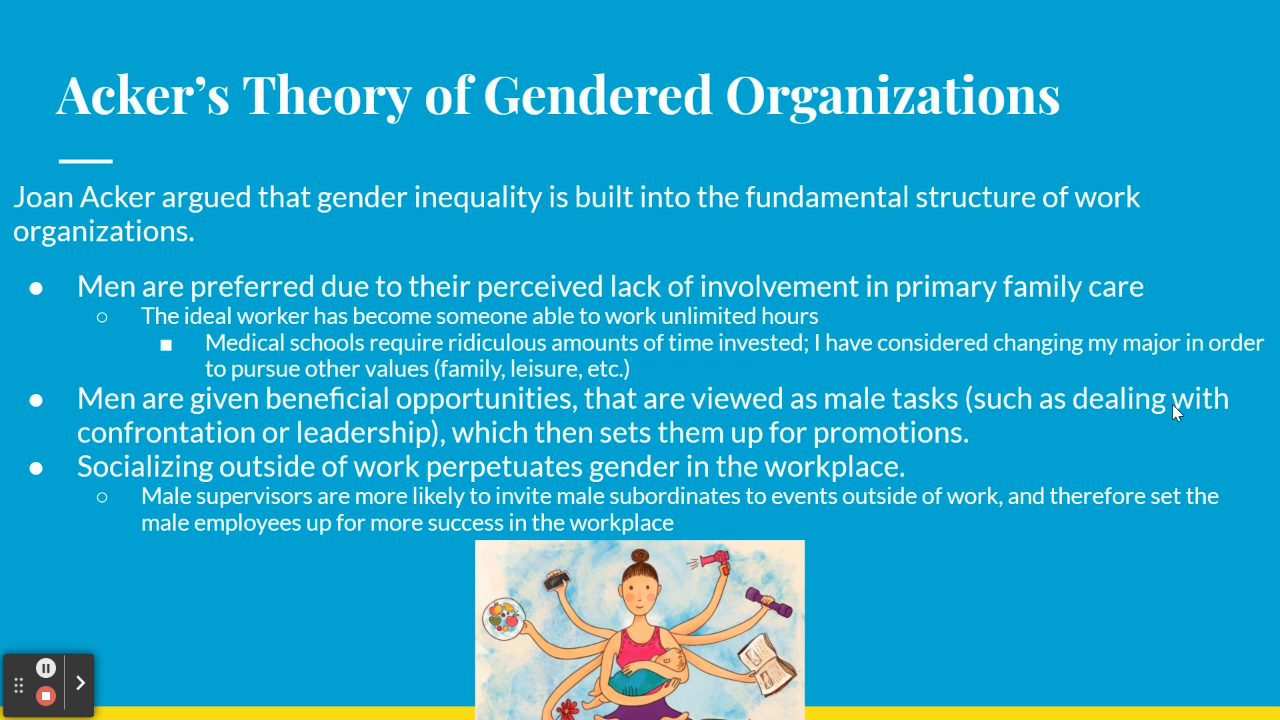 Acker’s Theory of Gendered Organizations
Joan Acker argued that gender inequality is built into the fundamental structure of work
organizations.
● Men are preferred due to their perceived lack of involvement in primary family care
○ The ideal worker has become someone able to work unlimited hours
■ Medical schools require ridiculous amounts of time invested; I have considered changing my major in order
to pursue other values (family, leisure, etc.)
● Men are given beneficial opportunities, that are viewed as male tasks (such as dealing with
confrontation or leadership), which then sets them up for promotions.
● Socializing outside of work perpetuates gender in the workplace.
○ Male supervisors are more likely to invite male subordinates to events outside of work, and therefore set the
male employees up for more success in the workplace